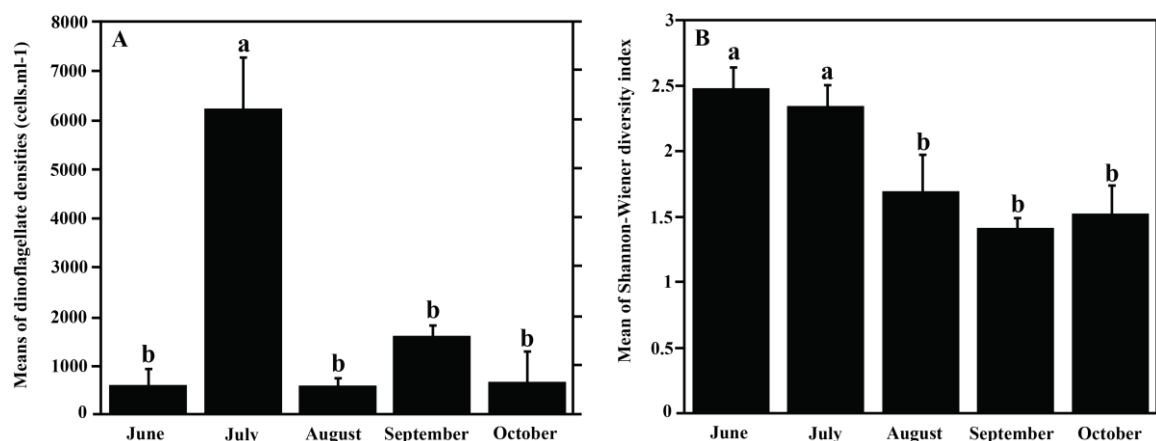 A
Means of dinoflagellate densities (cells.ml-1)
8000
7000
6000
5000
4000
3000
2000
1000
0
b
a
b
b
b
June
July
August
September
October
B
Mean of Shannon-Wiener diversity index
3
2.5
2
1.5
1
0.5
0
a
a
b
b
b
June
July
August
September
October